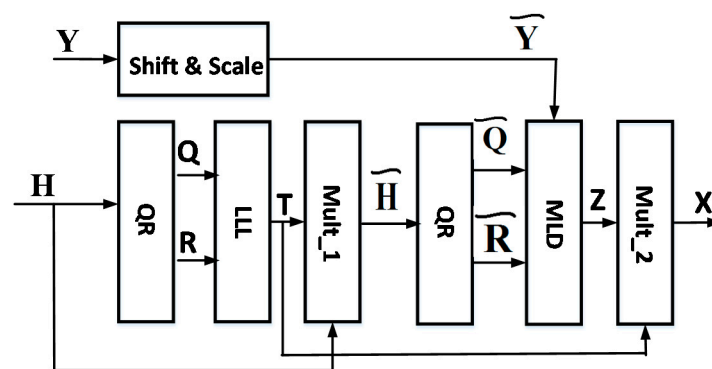 Y
Shift & Scale
Ỹ
H
QR
Q
R
LLL
T
Mult_1
H̃
QR
Q̃
R̃
MLD
Z
Mult_2
X